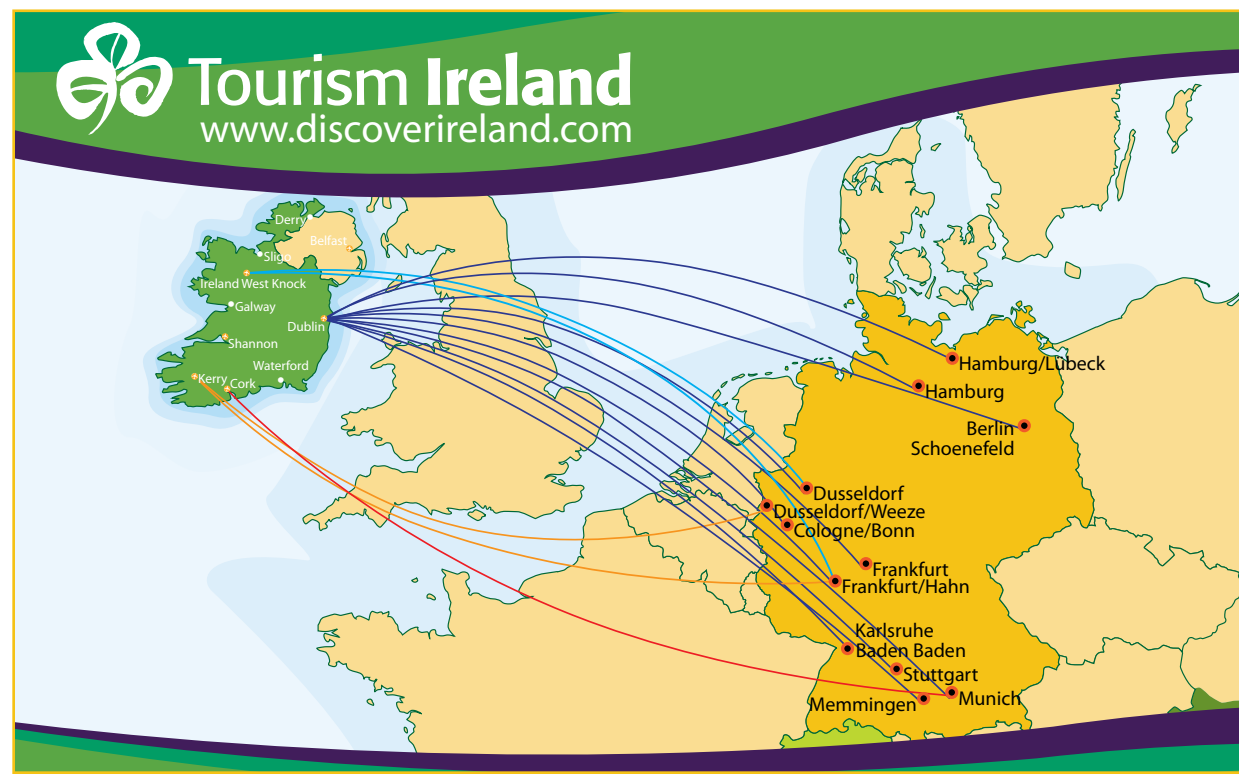 Tourism Ireland
www.discoverireland.com
Derry
Belfast
Sligo
Ireland West Knock
Galway
Dublin
Shannon
Waterford
Kerry
Cork
Hamburg/Lubeck
Hamburg
Berlin
Schoenefeld
Dusseldorf
Dusseldorf/Weeze
Cologne/Bonn
Frankfurt
Frankfurt/Hahn
Karlsruhe
Baden Baden
Stuttgart
Munich
Memmingen